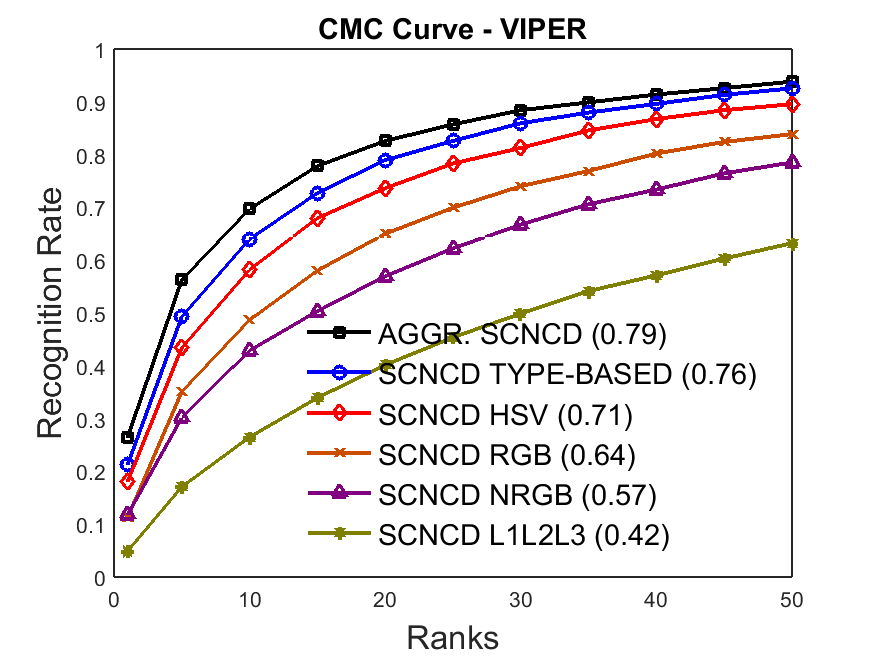 CMC Curve - VIPER
Recognition Rate
1
0.9
0.8
0.7
0.6
0.5
0.4
0.3
0.2
0.1
0
AGGR. SCNCD (0.79)
SCNCD TYPE-BASED (0.76)
SCNCD HSV (0.71)
SCNCD RGB (0.64)
SCNCD NRGB (0.57)
SCNCD L1L2L3 (0.42)
0 10 20 30 40 50
Ranks